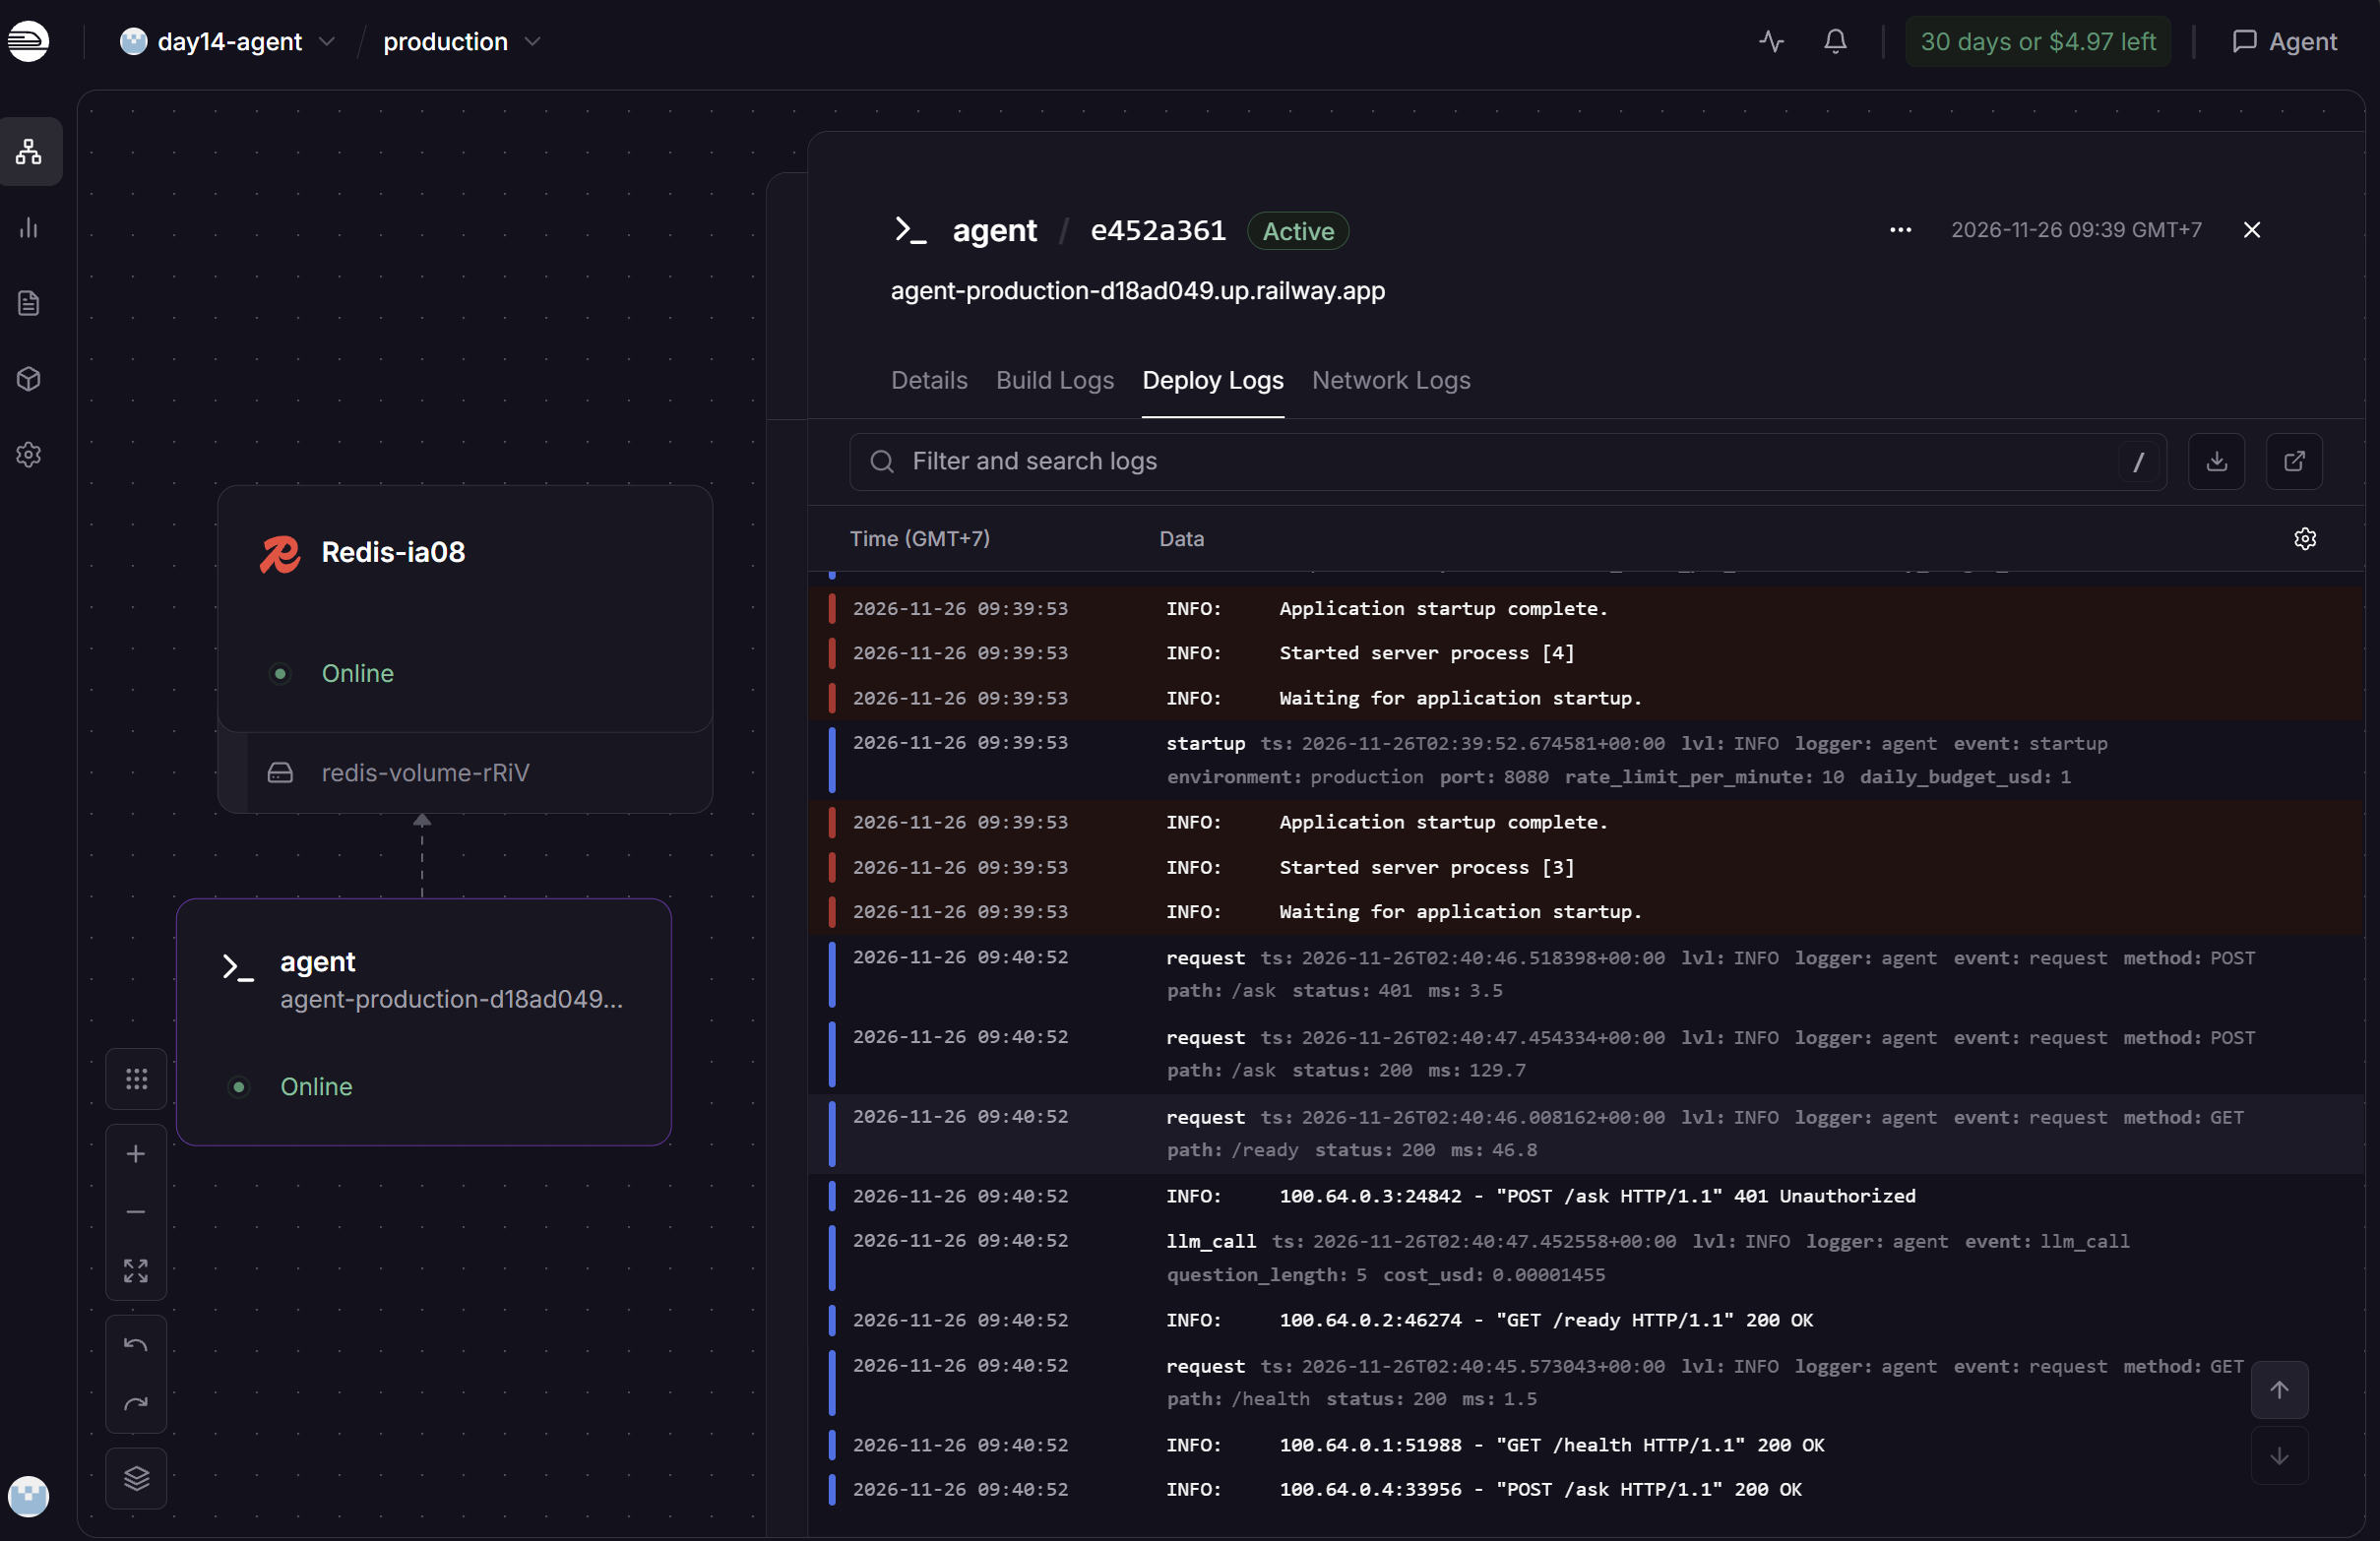 day14-agent
production
30 days or $4.97 left
Agent
Redis-ia08
Online
redis-volume-rRiV
agent
agent-production-d18ad049...
Online
agent / e452a361 Active
2026-11-26 09:39 GMT+7
agent-production-d18ad049.up.railway.app
Details Build Logs Deploy Logs Network Logs
Filter and search logs /
Time (GMT+7) Data
2026-11-26 09:39:53 INFO: Application startup complete.
2026-11-26 09:39:53 INFO: Started server process [4]
2026-11-26 09:39:53 INFO: Waiting for application startup.
2026-11-26 09:39:53 startup ts: 2026-11-26T02:39:52.674581+00:00 lvl: INFO logger: agent event: startup
environment: production port: 8080 rate_limit_per_minute: 10 daily_budget_usd: 1
2026-11-26 09:39:53 INFO: Application startup complete.
2026-11-26 09:39:53 INFO: Started server process [3]
2026-11-26 09:39:53 INFO: Waiting for application startup.
2026-11-26 09:40:52 request ts: 2026-11-26T02:40:46.518398+00:00 lvl: INFO logger: agent event: request method: POST
path: /ask status: 401 ms: 3.5
2026-11-26 09:40:52 request ts: 2026-11-26T02:40:47.454334+00:00 lvl: INFO logger: agent event: request method: POST
path: /ask status: 200 ms: 129.7
2026-11-26 09:40:52 request ts: 2026-11-26T02:40:46.008162+00:00 lvl: INFO logger: agent event: request method: GET
path: /ready status: 200 ms: 46.8
2026-11-26 09:40:52 INFO: 100.64.0.3:24842 - "POST /ask HTTP/1.1" 401 Unauthorized
2026-11-26 09:40:52 llm_call ts: 2026-11-26T02:40:47.452558+00:00 lvl: INFO logger: agent event: llm_call
question_length: 5 cost_usd: 0.00001455
2026-11-26 09:40:52 INFO: 100.64.0.2:46274 - "GET /ready HTTP/1.1" 200 OK
2026-11-26 09:40:52 request ts: 2026-11-26T02:40:45.573043+00:00 lvl: INFO logger: agent event: request method: GET
path: /health status: 200 ms: 1.5
2026-11-26 09:40:52 INFO: 100.64.0.1:51988 - "GET /health HTTP/1.1" 200 OK
2026-11-26 09:40:52 INFO: 100.64.0.4:33956 - "POST /ask HTTP/1.1" 200 OK